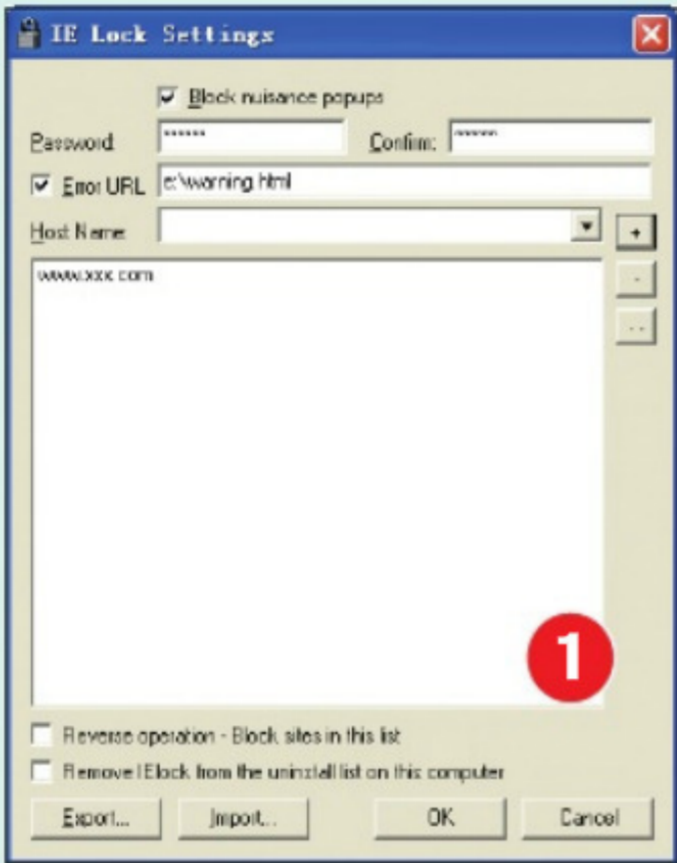 IE Lock Settings
Block nuisance popups
Password: ****** Confirm: ******
Error URL e:\warning.html
Host Name:
+
www.xxx.com
-
--
1
Reverse operation - Block sites in this list
Remove IElock from the uninstall list on this computer
Export... Import... OK Cancel